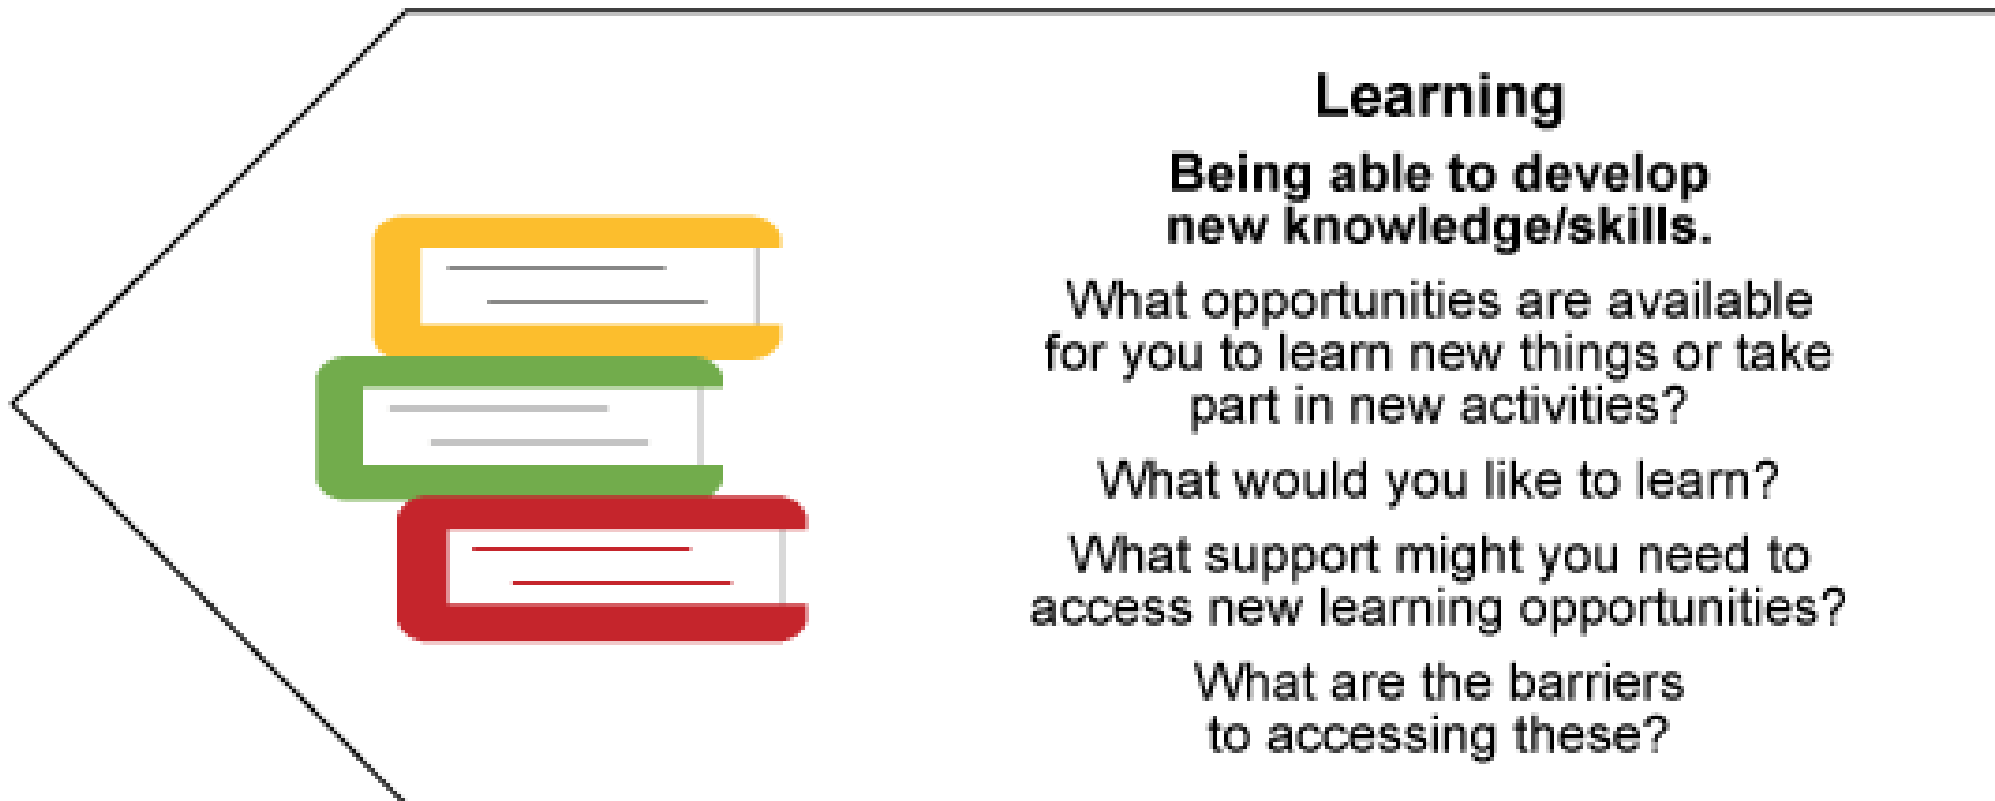 Learning
Being able to develop
new knowledge/skills.
What opportunities are available
for you to learn new things or take
part in new activities?
What would you like to learn?
What support might you need to
access new learning opportunities?
What are the barriers
to accessing these?